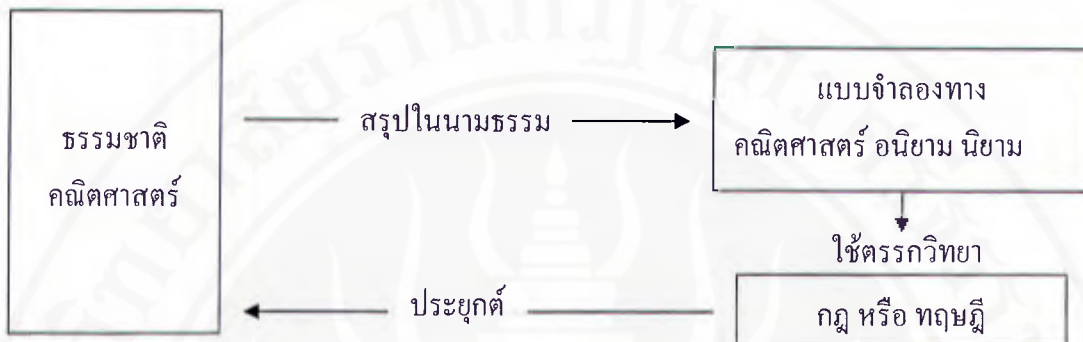 ธรรมชาติ
คณิตศาสตร์
สรุปในนามธรรม
แบบจำลองทาง
คณิตศาสตร์ อนิยาม นิยาม
ใช้ตรรกวิทยา
กฎ หรือ ทฤษฎี
ประยุกต์